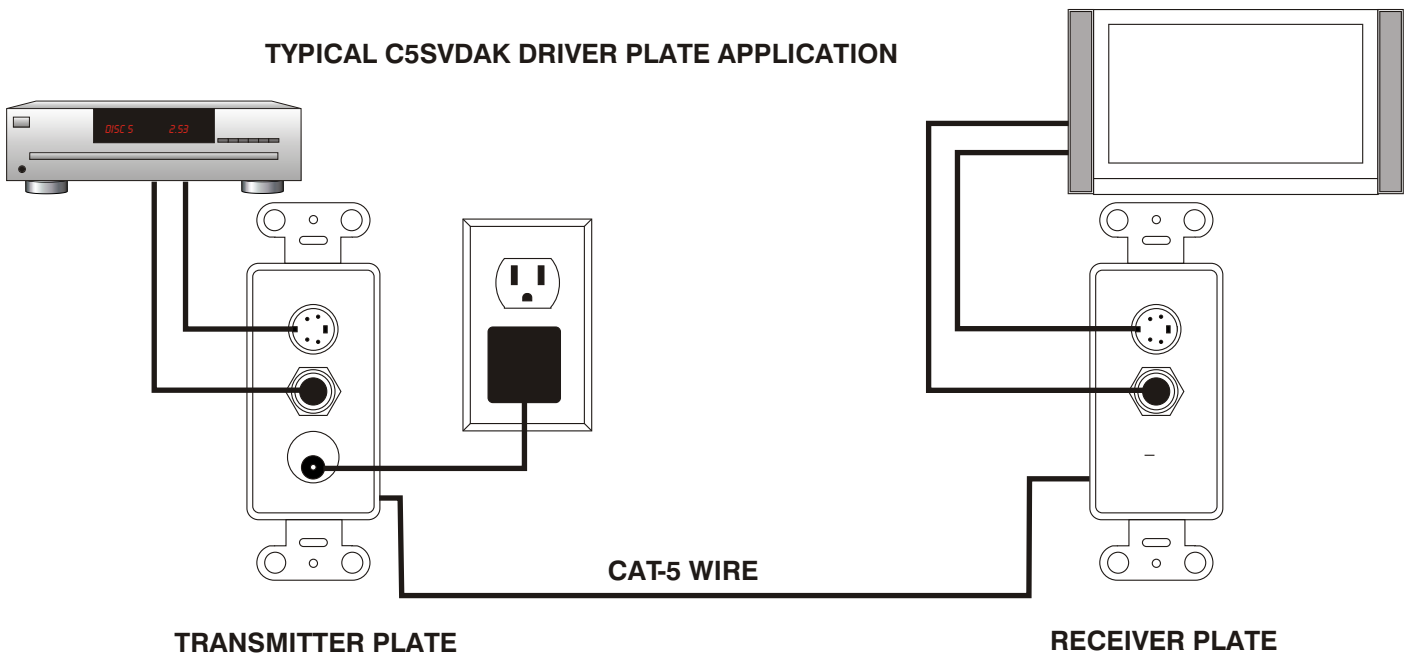 TYPICAL C5SVDAK DRIVER PLATE APPLICATION
DISC 5 2.53
CAT-5 WIRE
TRANSMITTER PLATE
RECEIVER PLATE